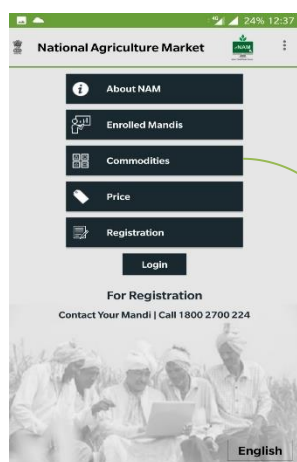 4G 24% 12:37
National Agriculture Market
eNAM
About NAM
Enrolled Mandis
Commodities
Price
Registration
Login
For Registration
Contact Your Mandi | Call 1800 2700 224
English